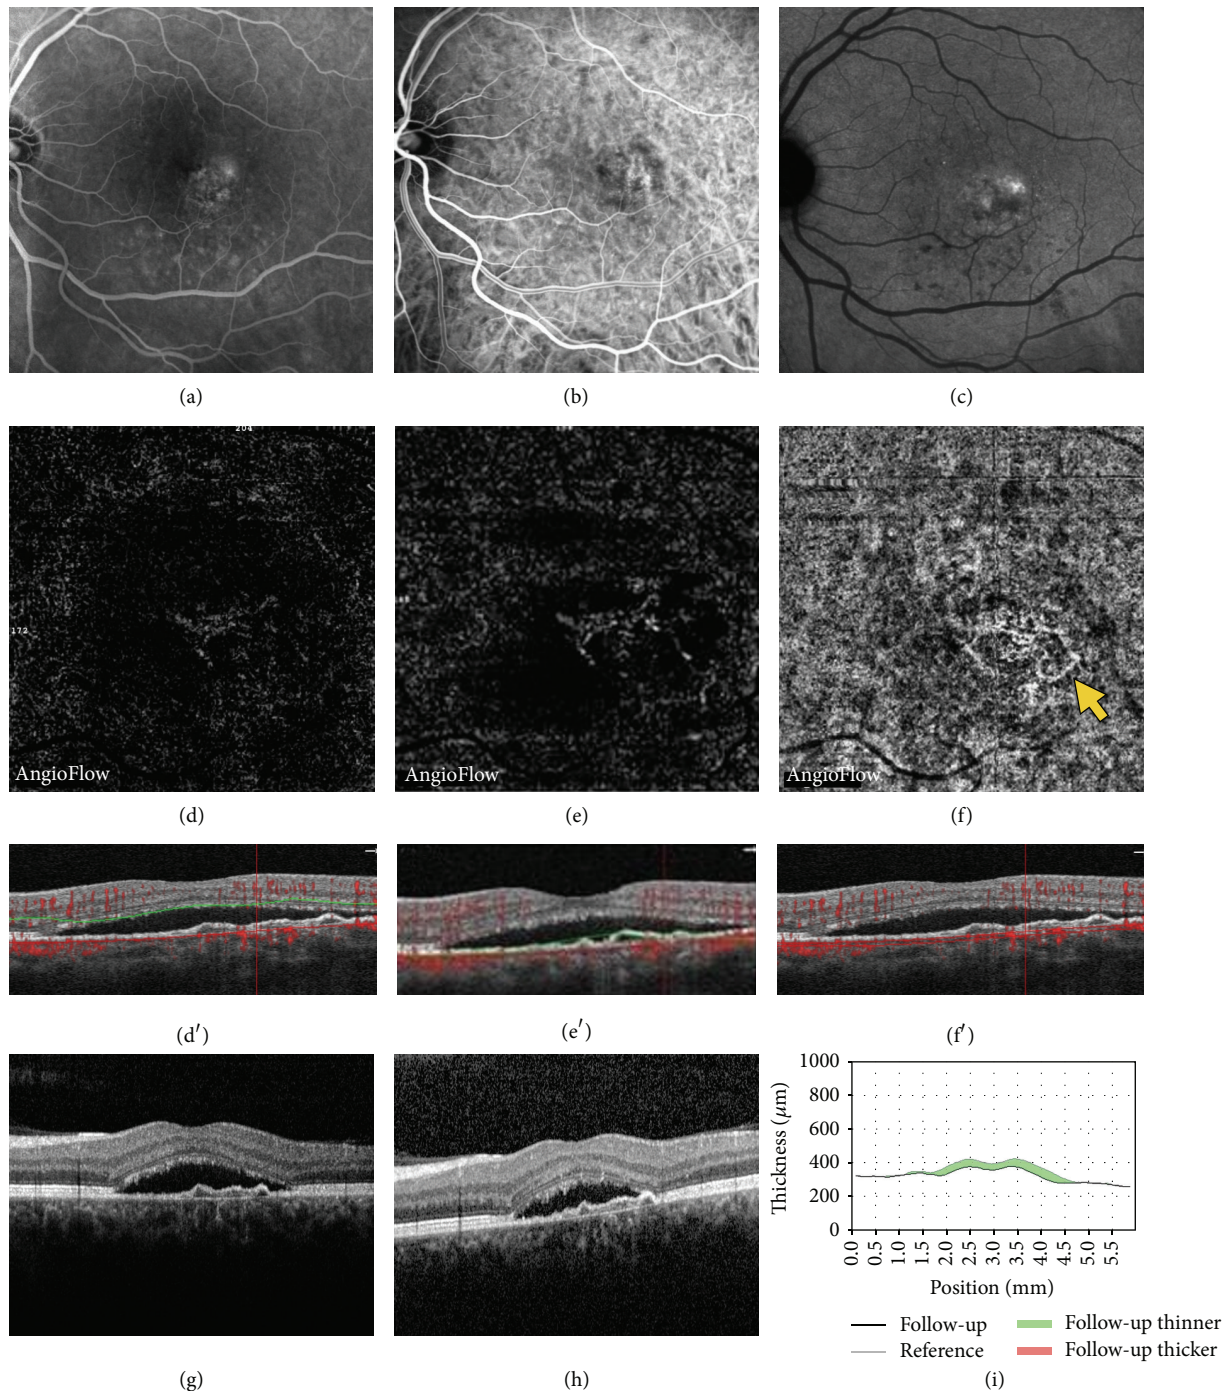 (a)
(b)
(c)
204
172
AngioFlow
AngioFlow
AngioFlow
(d)
(e)
(f)
(d′)
(e′)
(f′)
1000
800
600
400
200
0
Thickness (μm)
0.0
0.5
1.0
1.5
2.0
2.5
3.0
3.5
4.0
4.5
5.0
5.5
Position (mm)
Follow-up
Reference
Follow-up thinner
Follow-up thicker
(g)
(h)
(i)